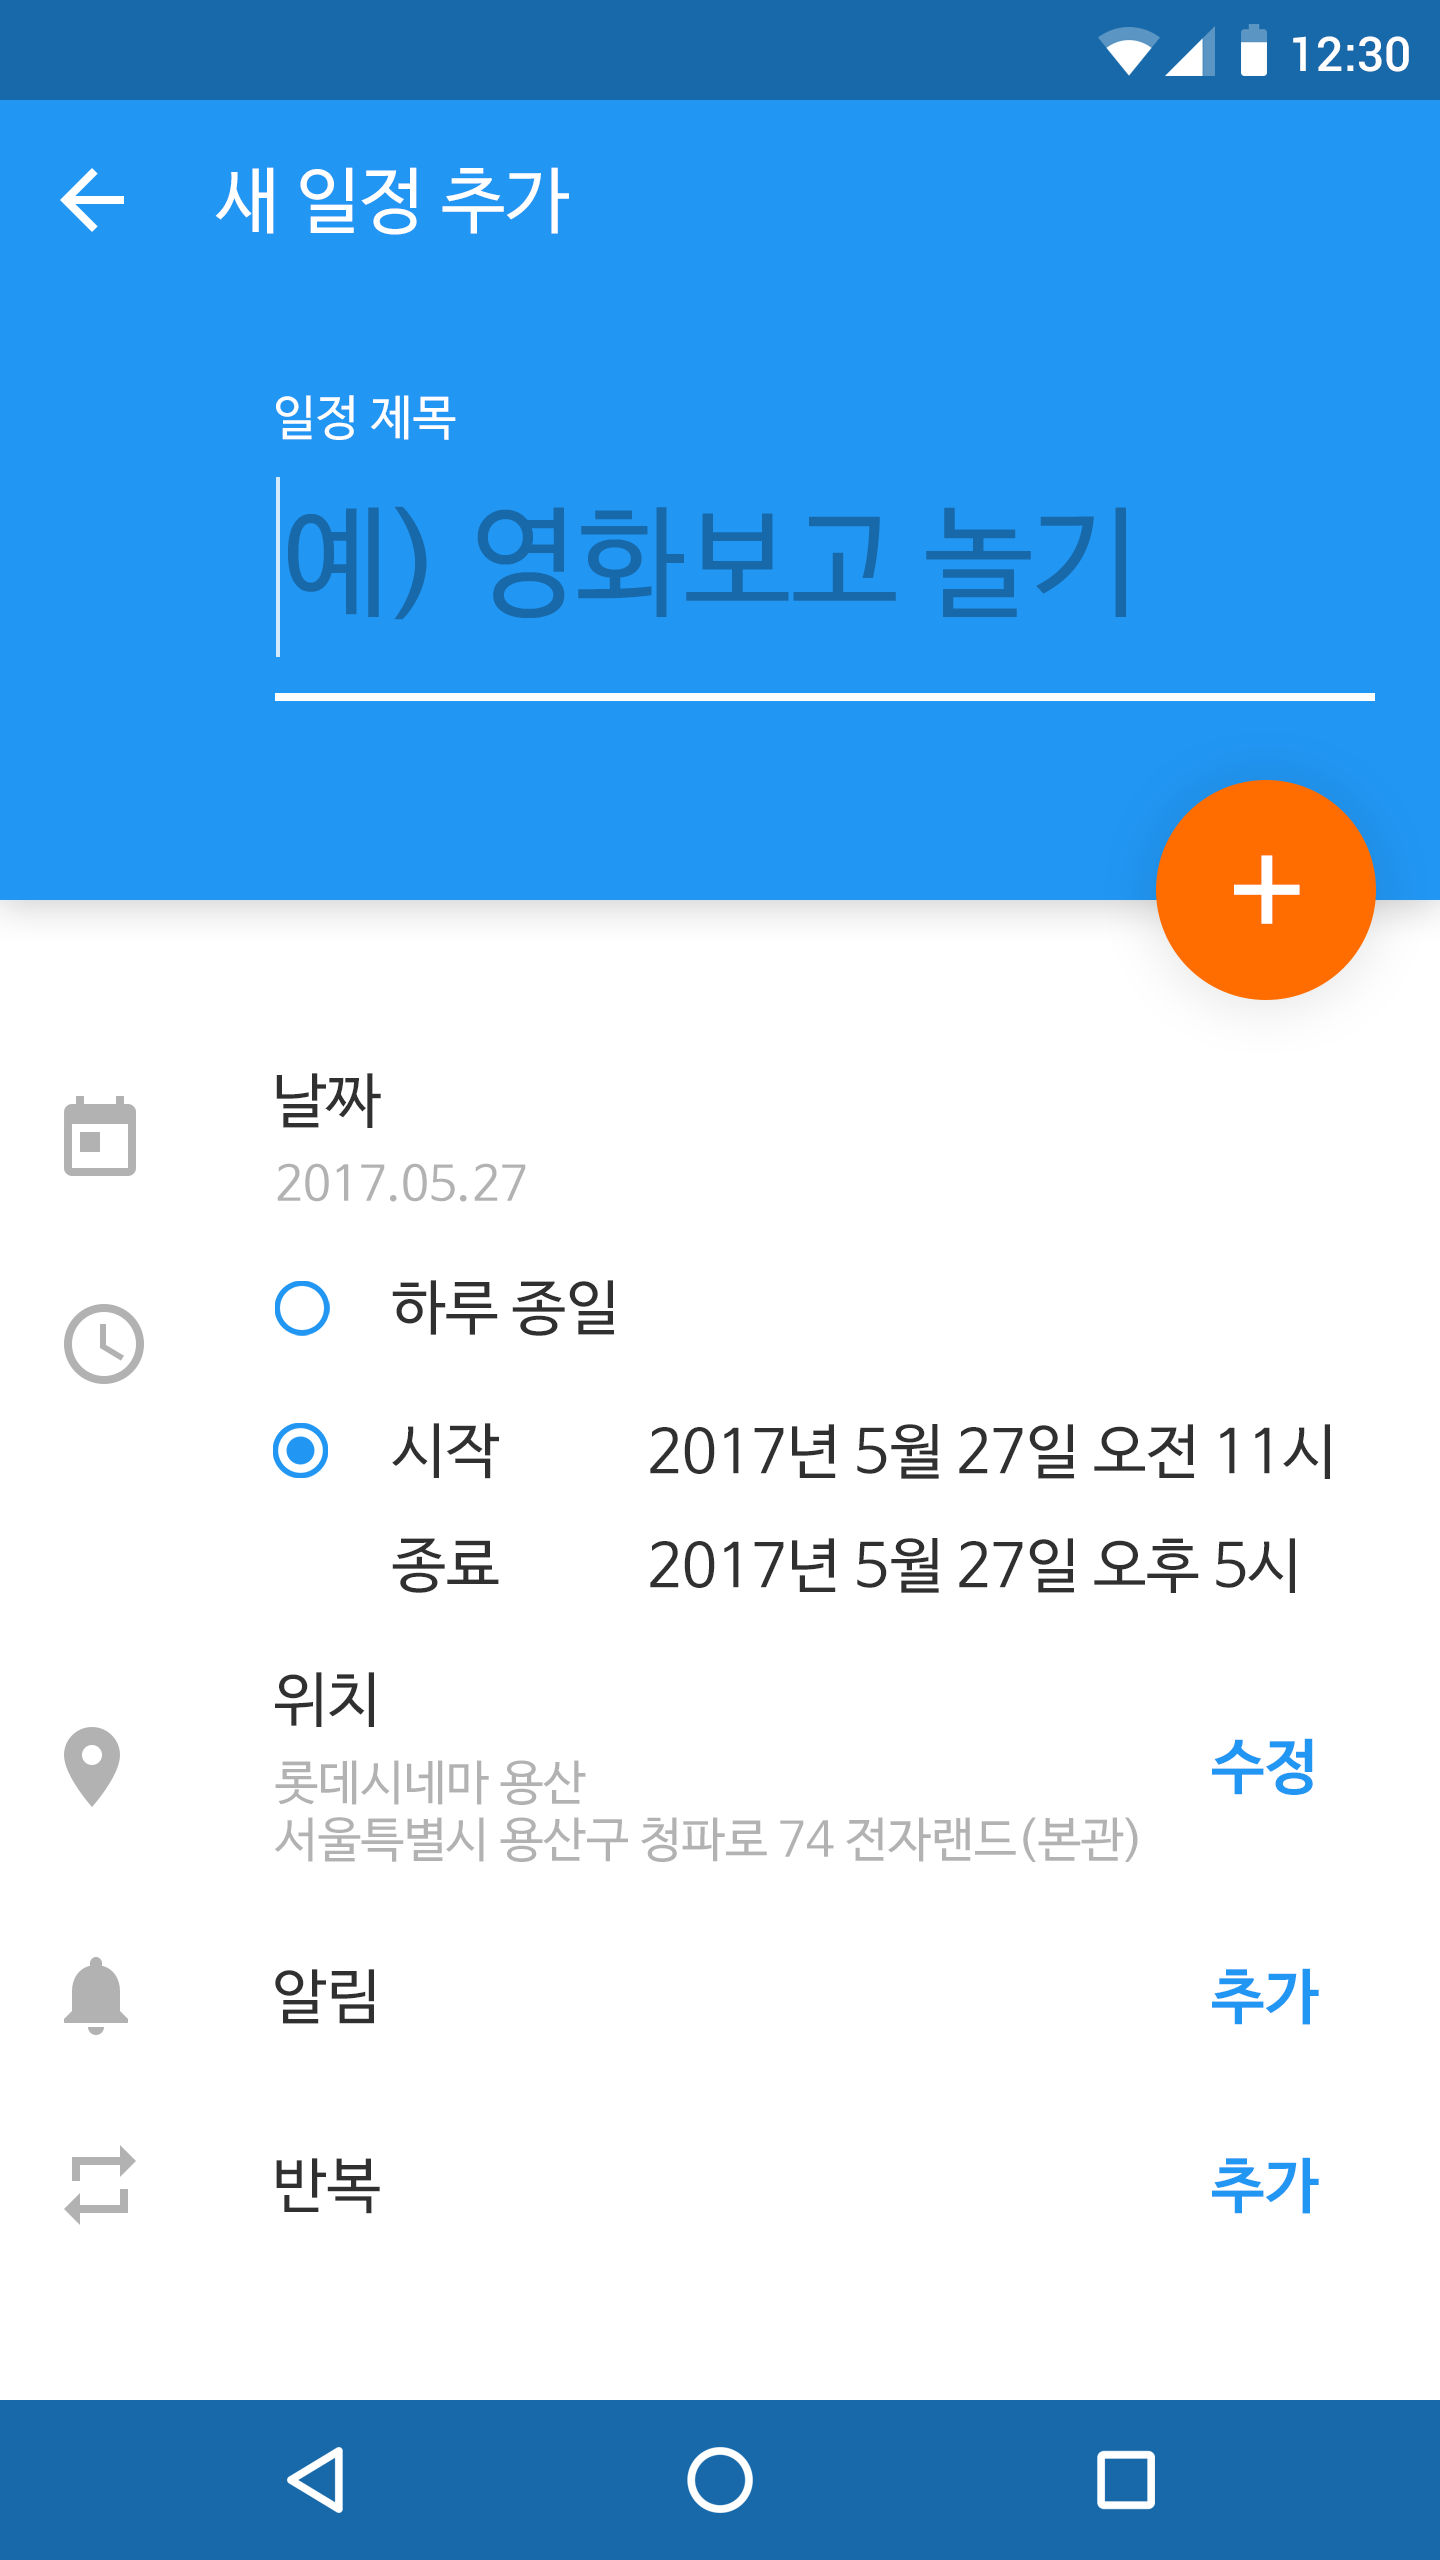 12:30
새 일정 추가
일정 제목
예) 영화보고 놀기
날짜
2017.05.27
하루 종일
시작 2017년 5월 27일 오전 11시
종료 2017년 5월 27일 오후 5시
위치
롯데시네마 용산
서울특별시 용산구 청파로 74 전자랜드(본관)
수정
알림 추가
반복 추가